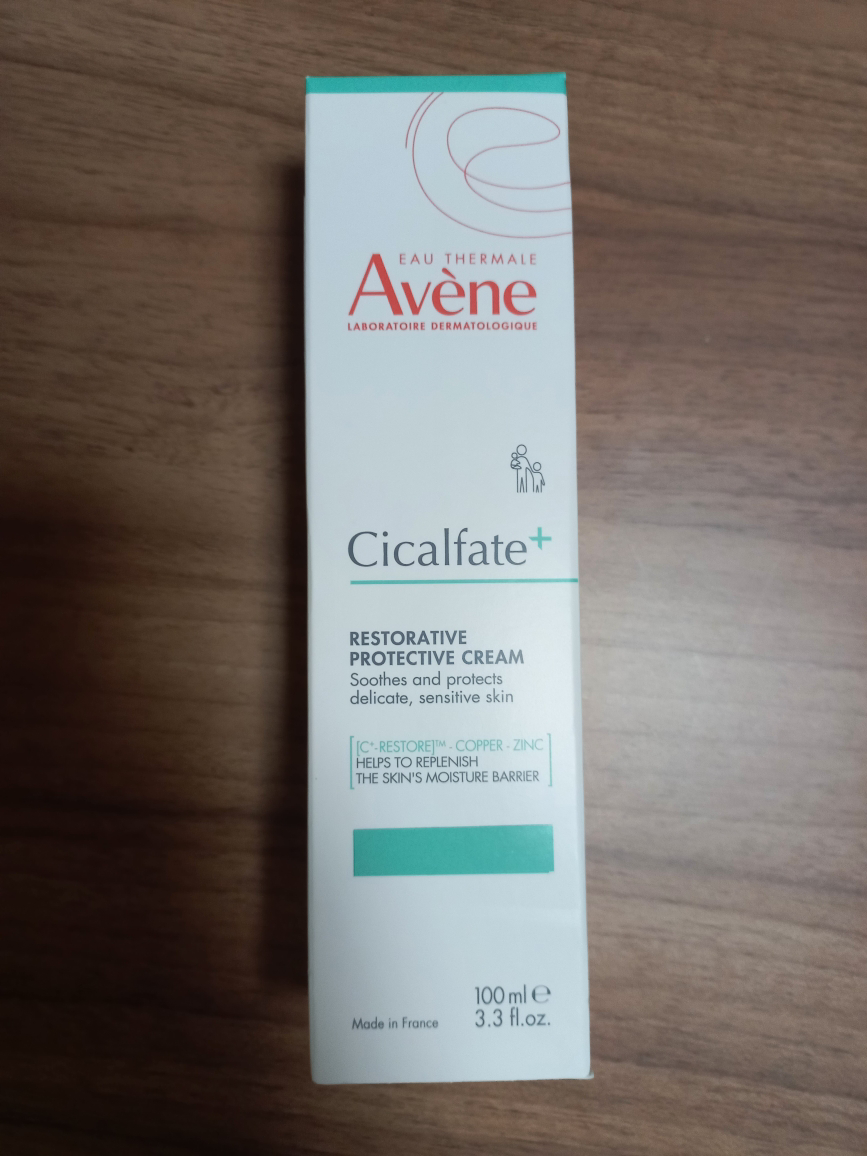 EAU THERMALE
Avène
LABORATOIRE DERMATOLOGIQUE
Cicalfate+
RESTORATIVE
PROTECTIVE CREAM
Soothes and protects
delicate, sensitive skin
[C+-RESTORE]™ - COPPER - ZINC
HELPS TO REPLENISH
THE SKIN'S MOISTURE BARRIER
100 ml ℮
Made in France 3.3 fl.oz.